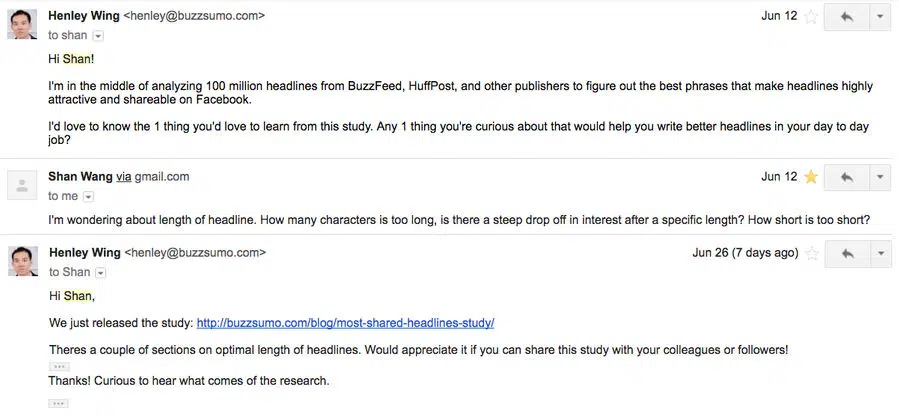 Henley Wing <henley@buzzsumo.com> Jun 12
to shan
Hi Shan!
I'm in the middle of analyzing 100 million headlines from BuzzFeed, HuffPost, and other publishers to figure out the best phrases that make headlines highly
attractive and shareable on Facebook.
I'd love to know the 1 thing you'd love to learn from this study. Any 1 thing you're curious about that would help you write better headlines in your day to day
job?
Shan Wang via gmail.com Jun 12
to me
I'm wondering about length of headline. How many characters is too long, is there a steep drop off in interest after a specific length? How short is too short?
Henley Wing <henley@buzzsumo.com> Jun 26 (7 days ago)
to Shan
Hi Shan,
We just released the study: http://buzzsumo.com/blog/most-shared-headlines-study/
Theres a couple of sections on optimal length of headlines. Would appreciate it if you can share this study with your colleagues or followers!
Thanks! Curious to hear what comes of the research.